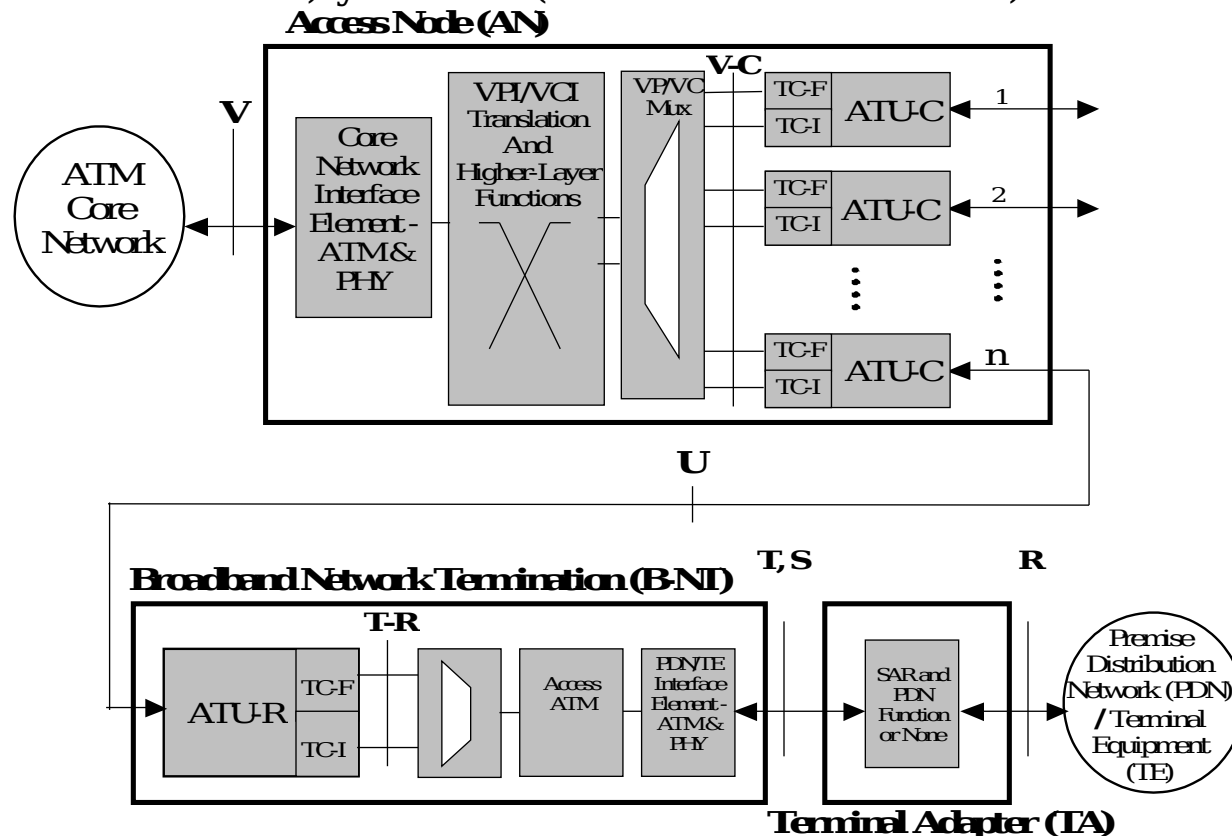 Access Node (AN)
V-C
V
VPI/VCI
Translation
And
Higher-Layer
Functions
VP/VC
Mux
TC-F
TC-I
ATU-C
1
Core
Network
Interface
Element -
ATM &
PHY
ATM
Core
Network
TC-F
TC-I
ATU-C
2
TC-F
TC-I
ATU-C
n
U
T, S
R
Broadband Network Termination (B-NT)
T-R
ATU-R
TC-F
TC-I
Access
ATM
PDN/TE
Interface
Element -
ATM &
PHY
SAR and
PDN
Function
or None
Premise
Distribution
Network (PDN)
/ Terminal
Equipment
(TE)
Terminal Adapter (TA)